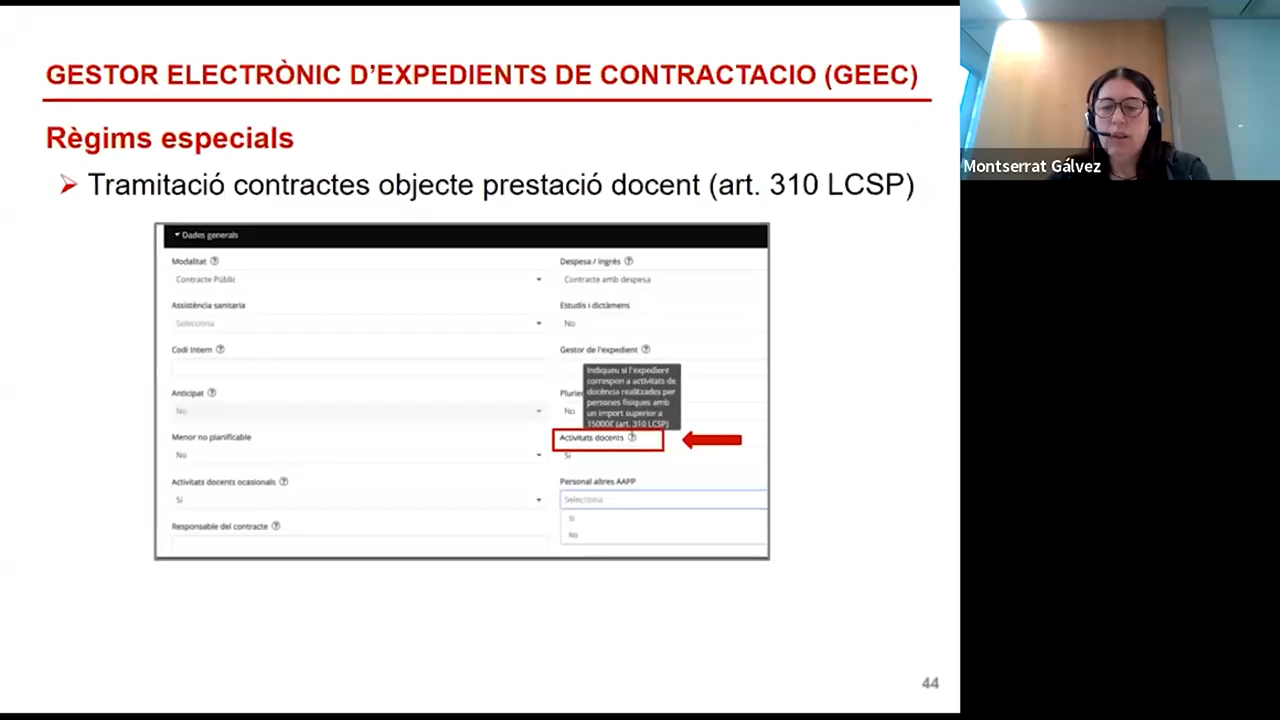 GESTOR ELECTRÒNIC D'EXPEDIENTS DE CONTRACTACIO (GEEC)
Règims especials
Tramitació contractes objecte prestació docent (art. 310 LCSP)
Dades generals
Modalitat
Despesa / Ingrés
Contracte Públic
Contracte amb despesa
Assistència sanitaria
Estudis i dictàmens
Selecciona
No
Codi Intern
Gestor de l'expedient
Indiqueu si l'expedient
correspon a activitats de
docència realitzades per
persones físiques amb
un import superior a
15000€ (art. 310 LCSP)
Anticipat
No
No
Menor no planificable
Activitats docents
No
Si
Activitats docents ocasionals
Personal altres AAPP
Si
Selecciona
Si
No
Responsable del contracte
44
Montserrat Gálvez